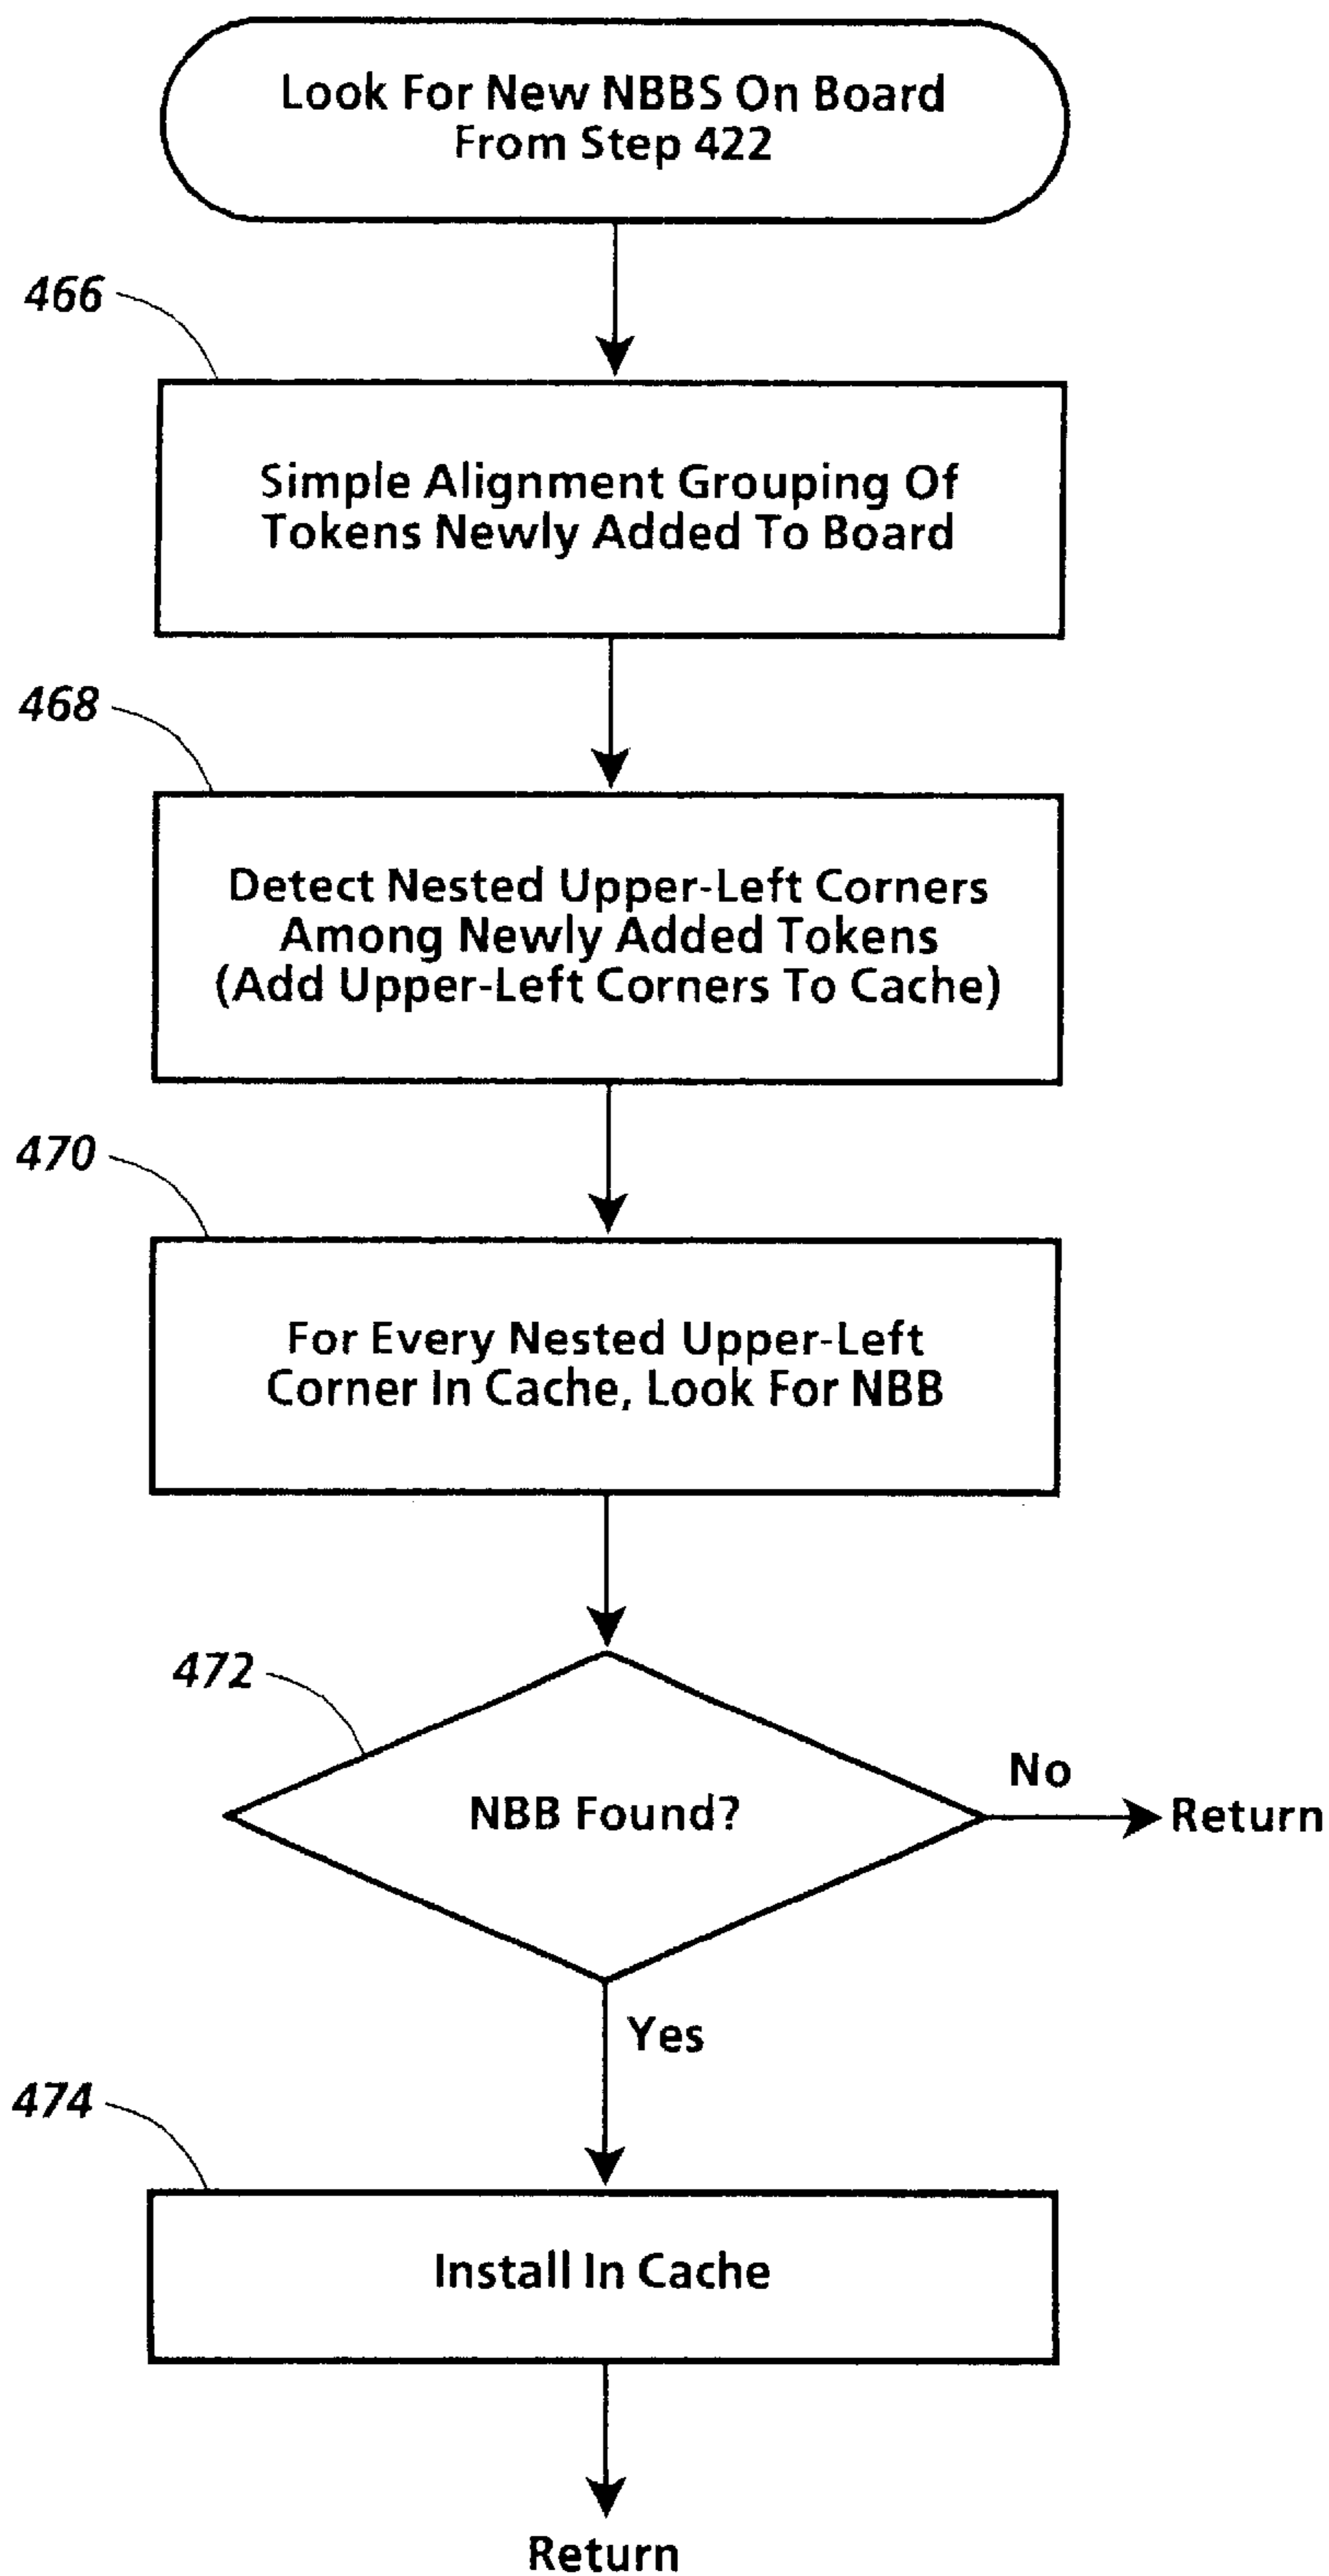 Look For New NBBS On Board
From Step 422
466
Simple Alignment Grouping Of
Tokens Newly Added To Board
468
Detect Nested Upper-Left Corners
Among Newly Added Tokens
(Add Upper-Left Corners To Cache)
470
For Every Nested Upper-Left
Corner In Cache, Look For NBB
472
NBB Found?
No
Return
Yes
474
Install In Cache
Return